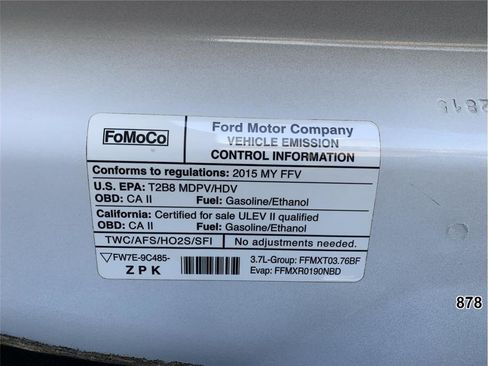 FoMoCo
Ford Motor Company
VEHICLE EMISSION
CONTROL INFORMATION
Conforms to regulations: 2015 MY FFV
U.S. EPA: T2B8 MDPV/HDV
OBD: CA II Fuel: Gasoline/Ethanol
California: Certified for sale ULEV II qualified
OBD: CA II Fuel: Gasoline/Ethanol
TWC/AFS/HO2S/SFI No adjustments needed.
FW7E-9C485-
ZPK
3.7L-Group: FFMXT03.76BF
Evap: FFMXR0190NBD
878